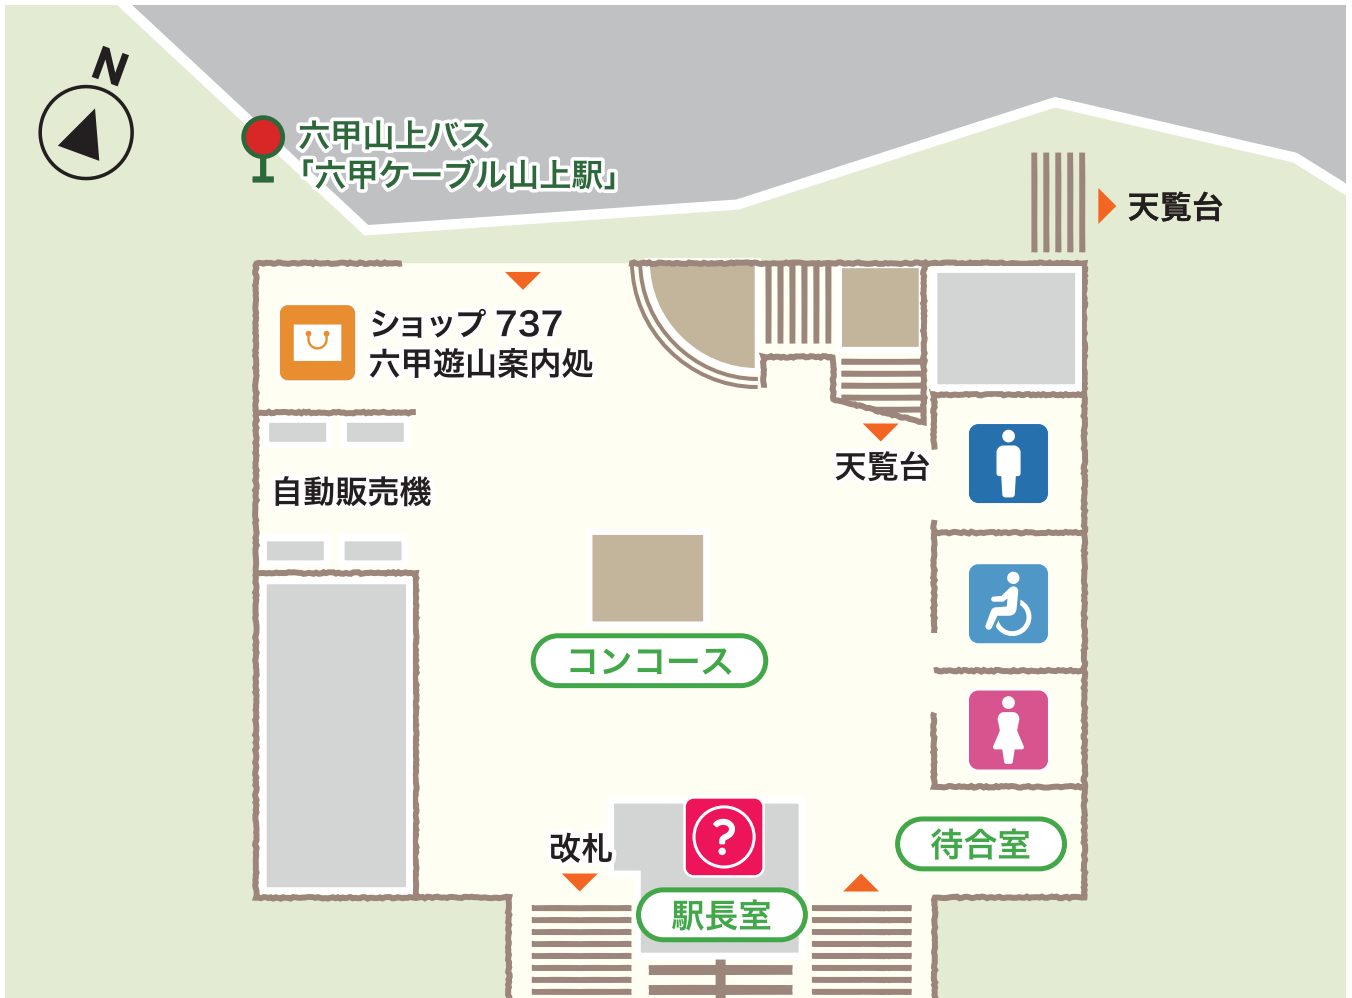 N
六甲山上バス
「六甲ケーブル山上駅」
天覧台
ショップ 737
六甲遊山案内処
天覧台
自動販売機
コンコース
改札
?
待合室
駅長室